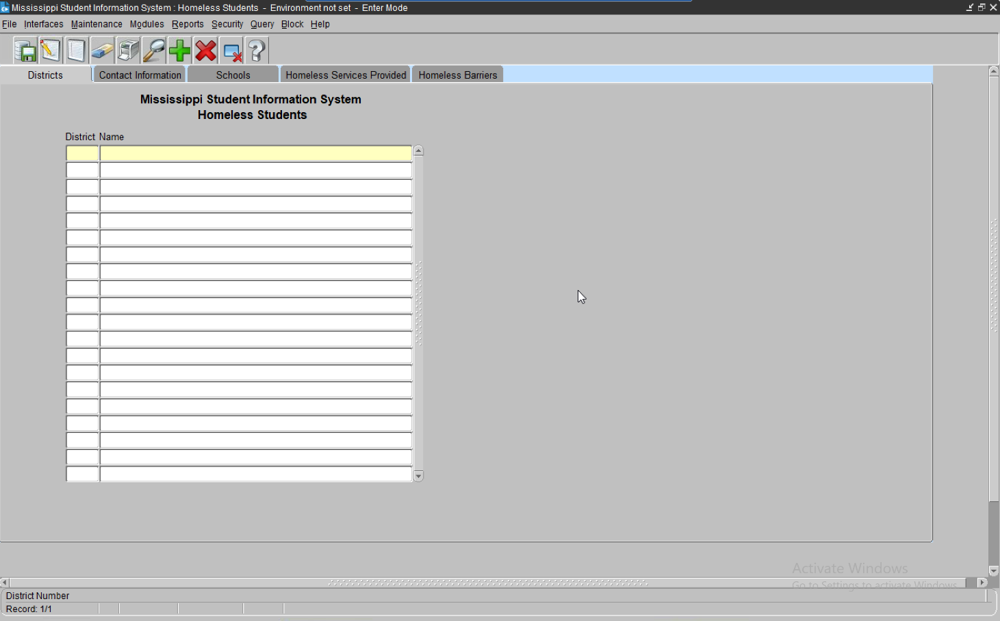 Mississippi Student Information System : Homeless Students - Environment not set - Enter Mode
File Interfaces Maintenance Modules Reports Security Query Block Help
Districts Contact Information Schools Homeless Services Provided Homeless Barriers
Mississippi Student Information System
Homeless Students
District Name
Activate Windows
Go to Settings to activate Windows.
District Number
Record: 1/1